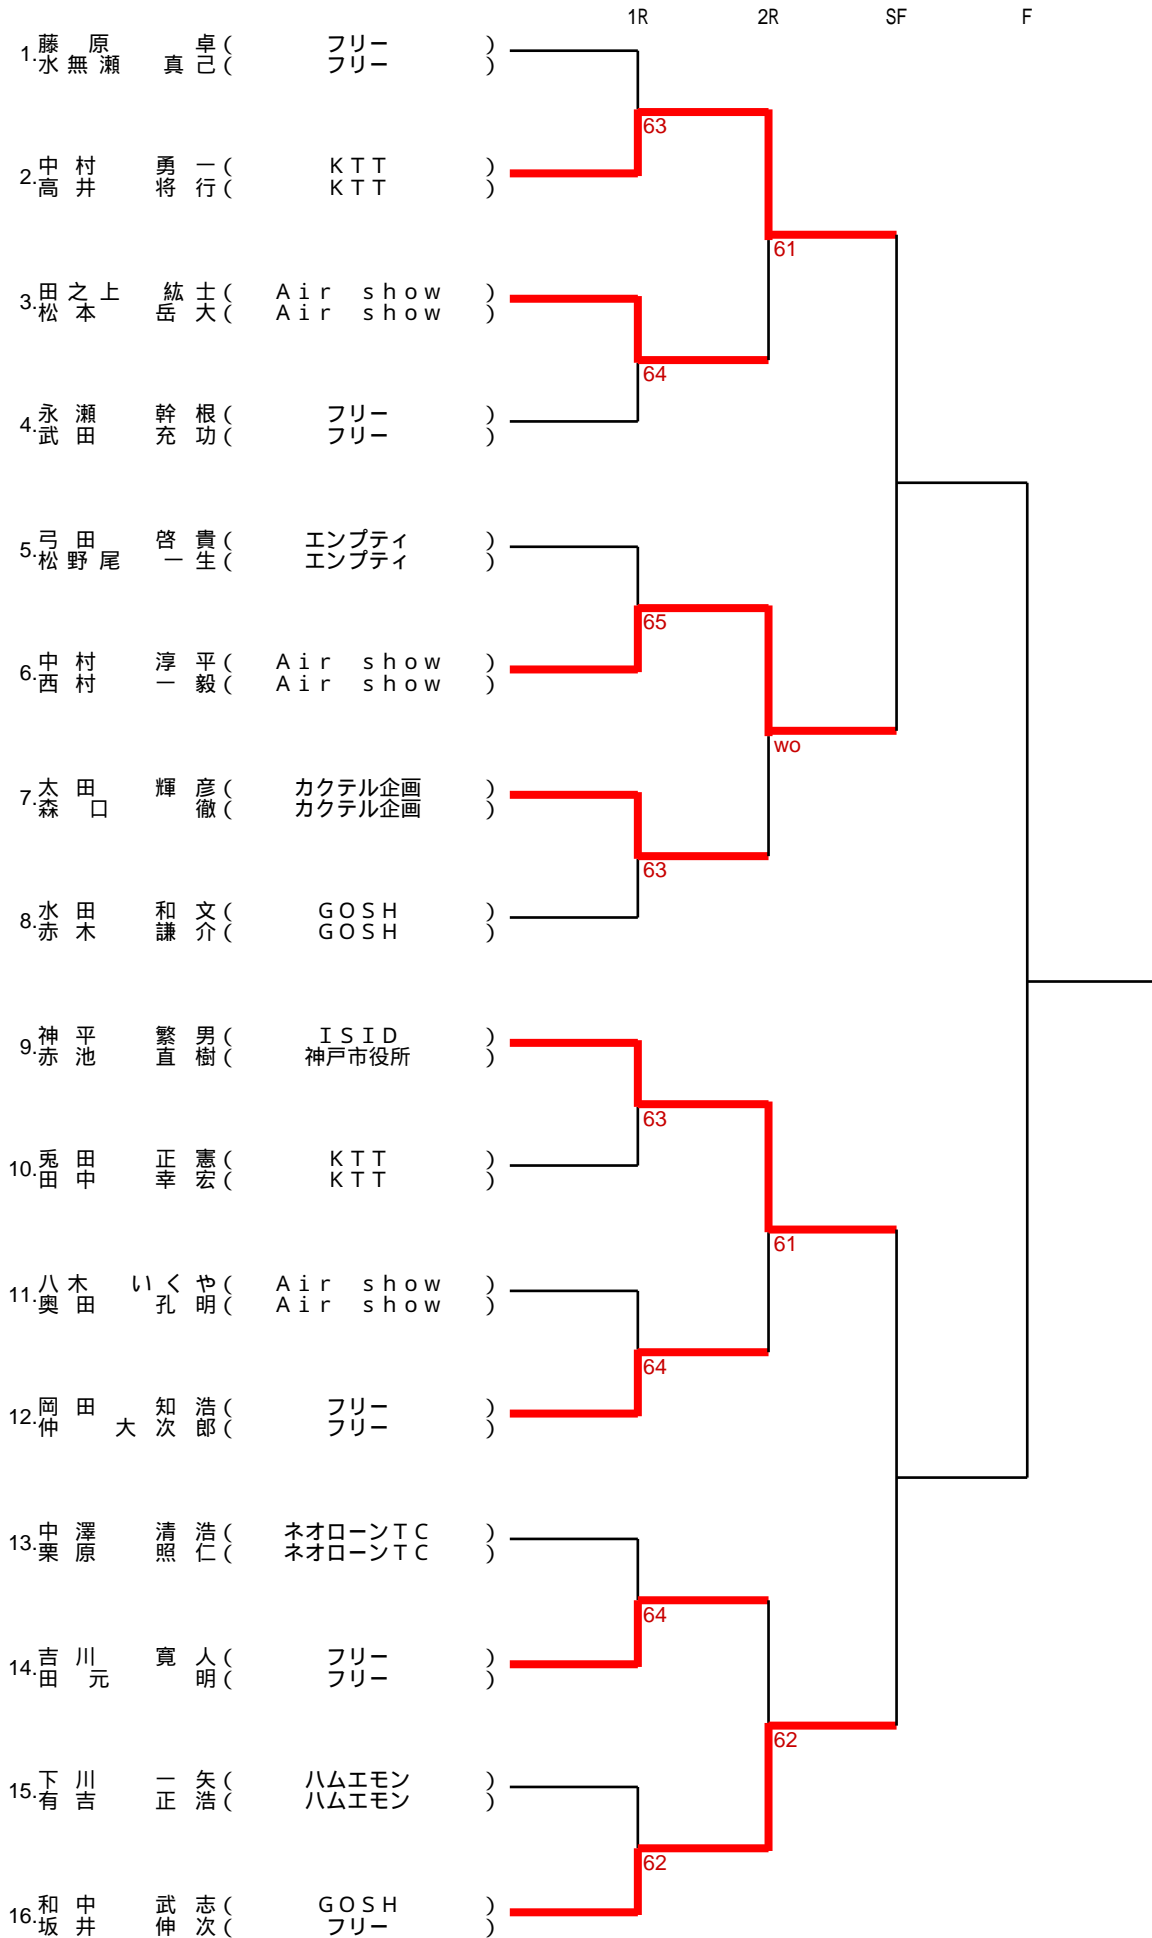 1R 2R SF F
1. 藤原 卓 ( フリー )
水無瀬 真己 ( フリー )
63
2. 中村 勇一 ( KTT )
高井 将行 ( KTT )
61
3. 田之上 紘士 ( Air show )
松本 岳大 ( Air show )
64
4. 永瀬 幹根 ( フリー )
武田 充功 ( フリー )
5. 弓田 啓貴 ( エンプティ )
松野尾 一生 ( エンプティ )
65
6. 中村 淳平 ( Air show )
西村 一毅 ( Air show )
wo
7. 太田 輝彦 ( カクテル企画 )
森口 徹 ( カクテル企画 )
63
8. 水田 和文 ( GOSH )
赤木 謙介 ( GOSH )
9. 神平 繁男 ( ISID )
赤池 直樹 ( 神戸市役所 )
63
10. 兎田 正憲 ( KTT )
田中 幸宏 ( KTT )
61
11. 八木 いくや ( Air show )
奥田 孔明 ( Air show )
64
12. 岡田 知浩 ( フリー )
仲 大次郎 ( フリー )
13. 中澤 清浩 ( ネオローンTC )
栗原 照仁 ( ネオローンTC )
64
14. 吉川 寛人 ( フリー )
田元 明 ( フリー )
62
15. 下川 一矢 ( ハムエモン )
有吉 正浩 ( ハムエモン )
62
16. 和中 武志 ( GOSH )
坂井 伸次 ( フリー )